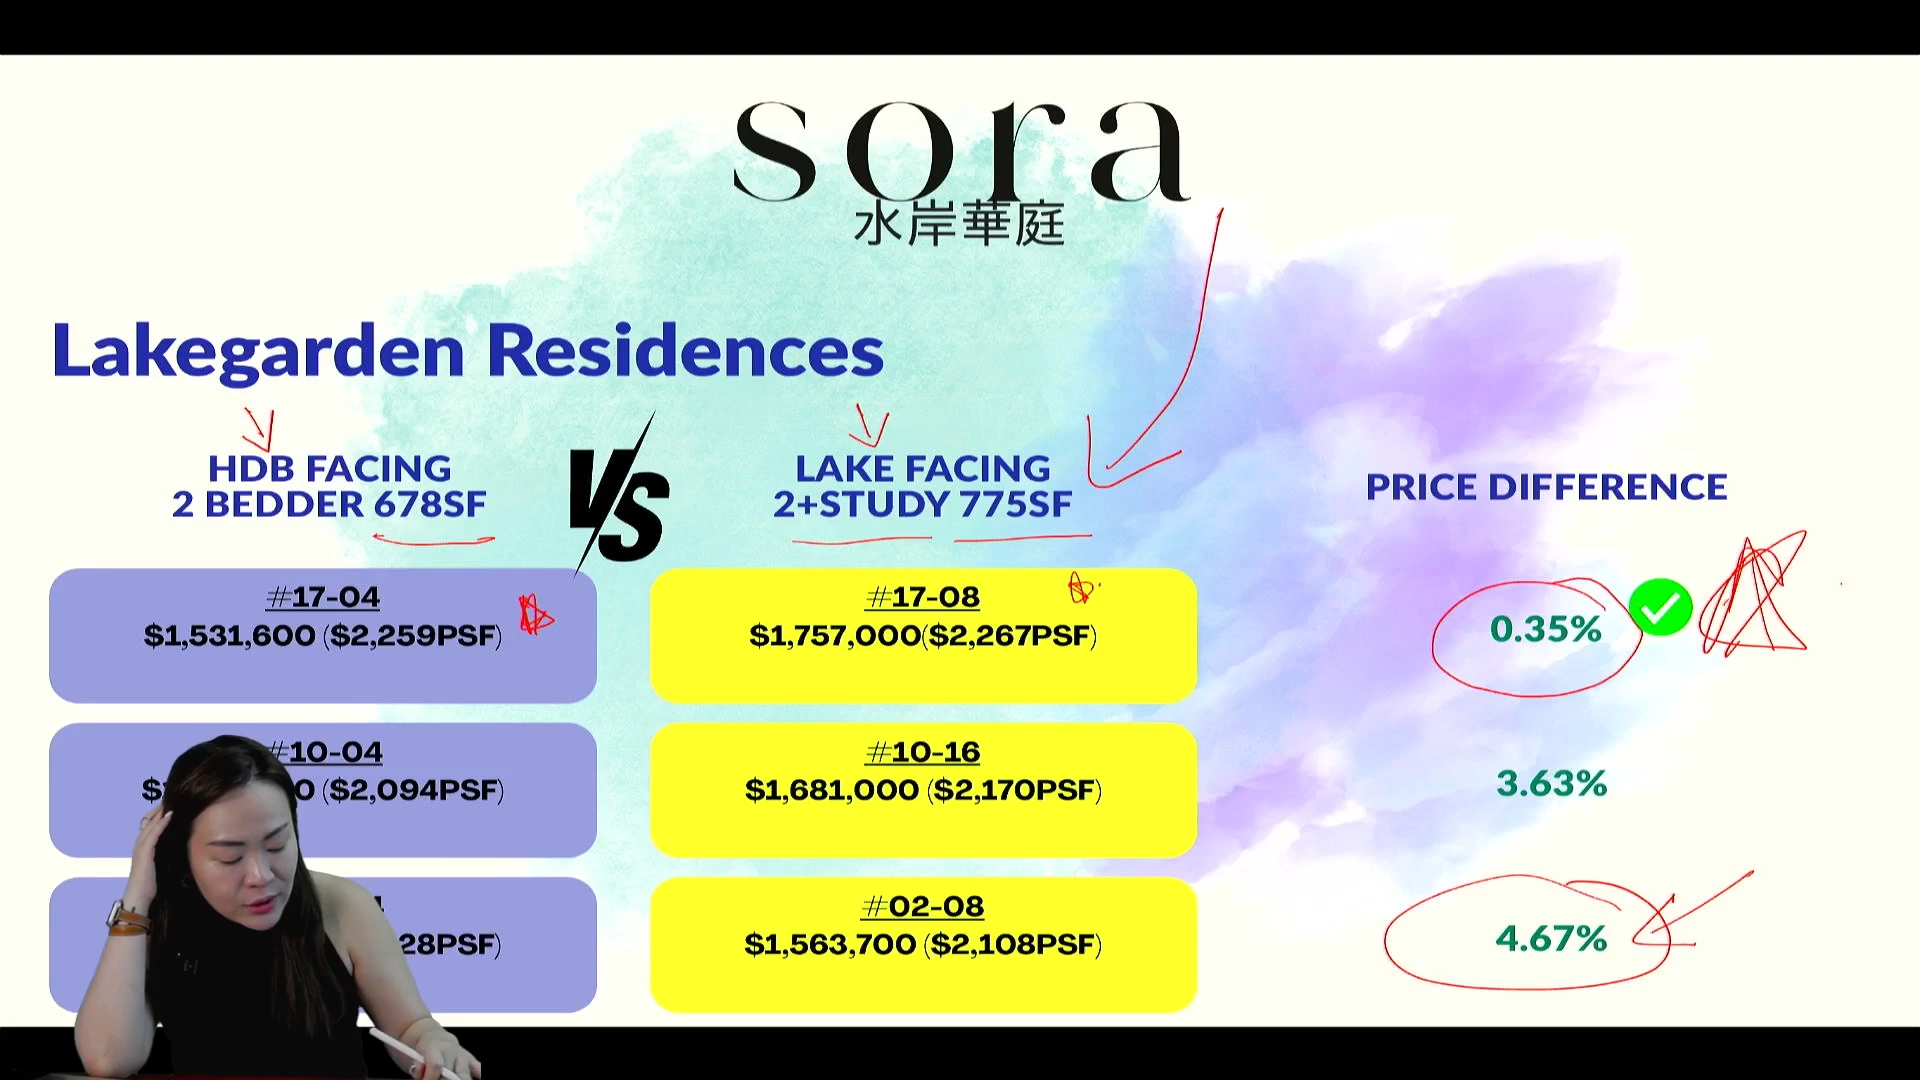 sora
水岸華庭
Lakegarden Residences
HDB FACING
2 BEDDER 678SF
VS
LAKE FACING
2+STUDY 775SF
PRICE DIFFERENCE
#17-04
$1,531,600 ($2,259PSF)
#17-08
$1,757,000($2,267PSF)
0.35%
#10-04
($2,094PSF)
#10-16
$1,681,000 ($2,170PSF)
3.63%
#02-08
$1,563,700 ($2,108PSF)
4.67%